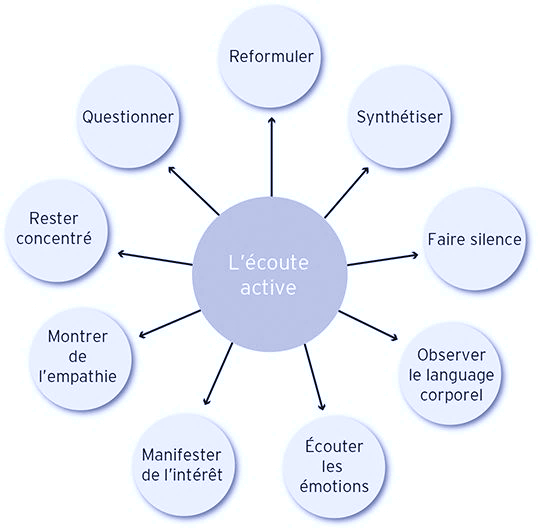 Reformuler
Synthétiser
Faire silence
Observer
le language
corporel
Écouter
les
émotions
Manifester
de l'intérêt
Montrer
de
l'empathie
Rester
concentré
Questionner
L'écoute
active